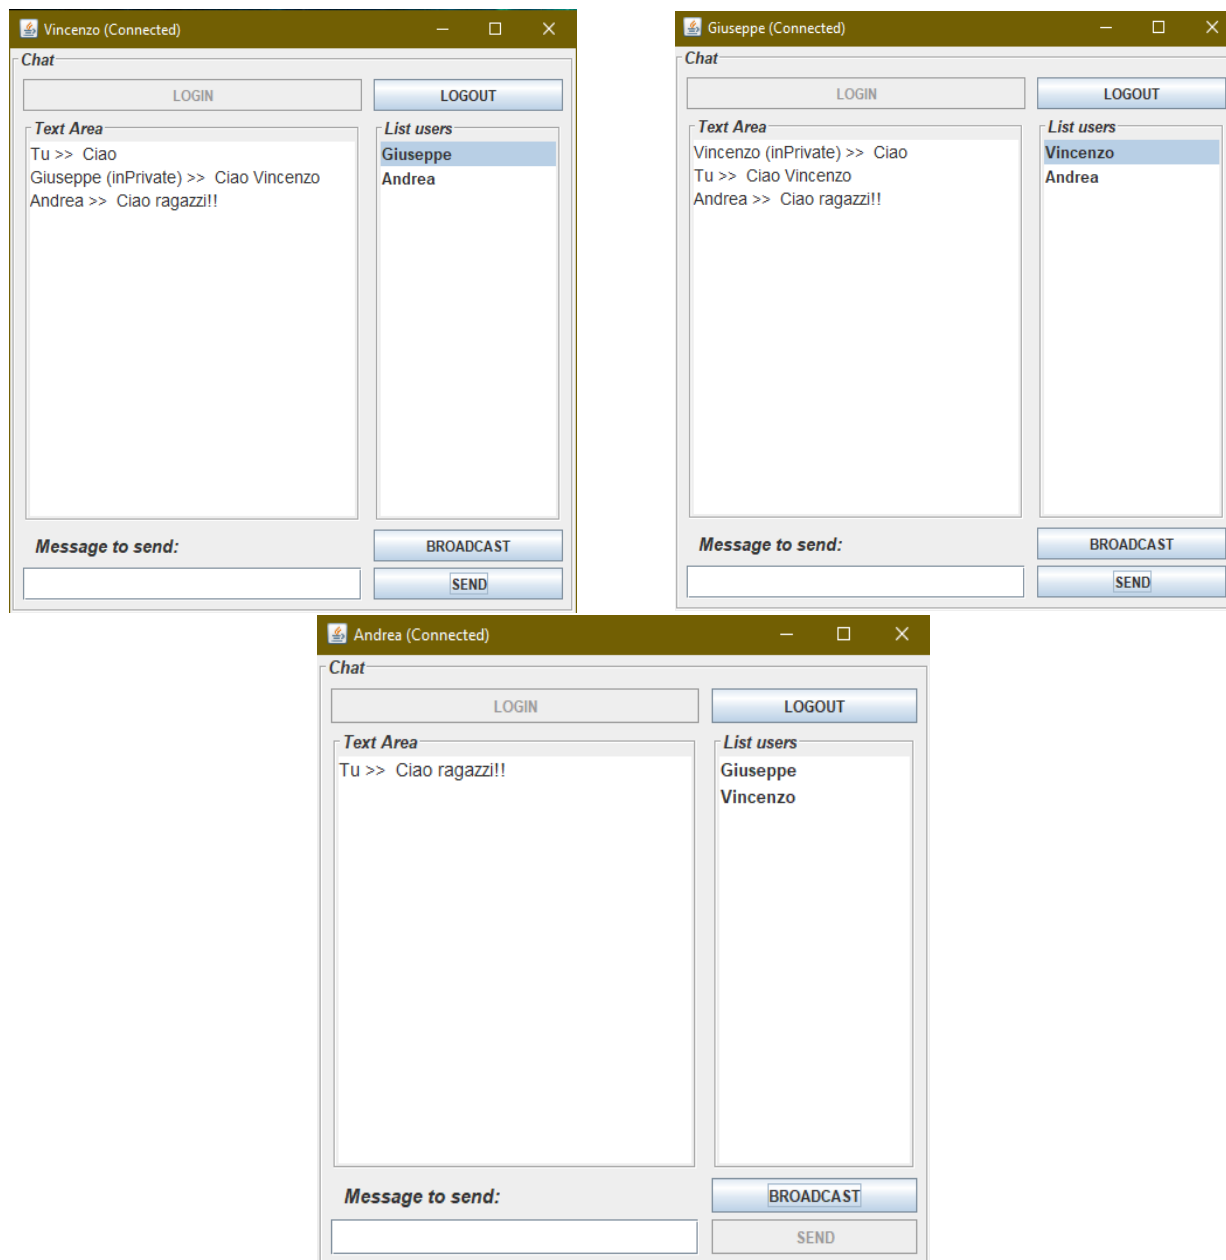 Vincenzo (Connected)
Chat
LOGIN
LOGOUT
Text Area
List users
Tu >>  Ciao
Giuseppe (inPrivate) >>  Ciao Vincenzo
Andrea >>  Ciao ragazzi!!
Giuseppe
Andrea
Message to send:
BROADCAST
SEND
Giuseppe (Connected)
Chat
LOGIN
LOGOUT
Text Area
List users
Vincenzo (inPrivate) >>  Ciao
Tu >>  Ciao Vincenzo
Andrea >>  Ciao ragazzi!!
Vincenzo
Andrea
Message to send:
BROADCAST
SEND
Andrea (Connected)
Chat
LOGIN
LOGOUT
Text Area
List users
Tu >>  Ciao ragazzi!!
Giuseppe
Vincenzo
Message to send:
BROADCAST
SEND